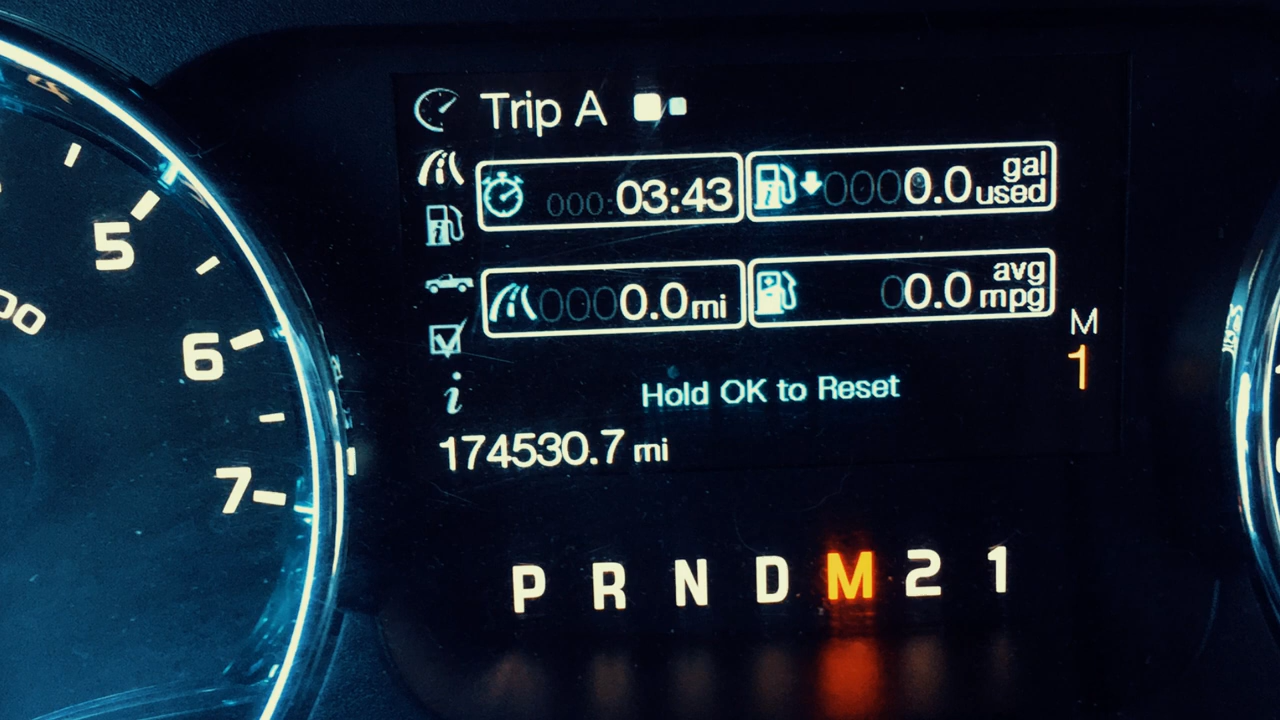 Trip A
000:03:43
0000.0 gal used
0000.0 mi
00.0 avg mpg
M
1
Hold OK to Reset
174530.7 mi
P R N D M 2 1
5
6
7